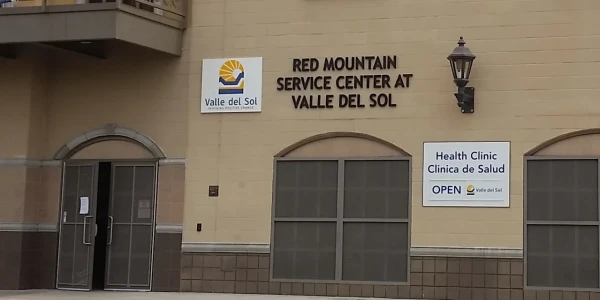 Valle del Sol
RED MOUNTAIN
SERVICE CENTER AT
VALLE DEL SOL
Health Clinic
Clinica de Salud
OPEN Valle del Sol